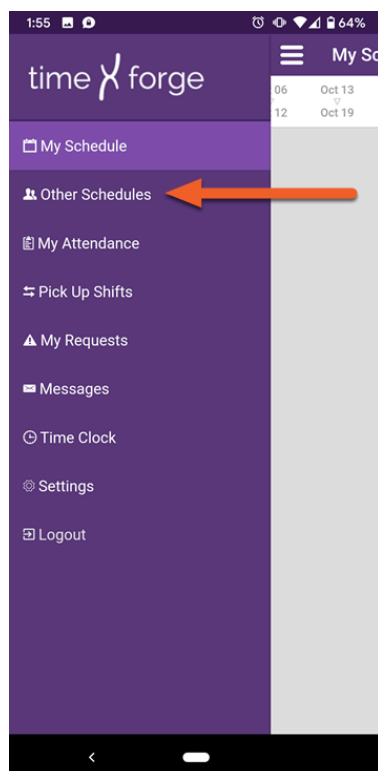 1:55 64%
time forge
My Sc
06 Oct 13
12 Oct 19
My Schedule
Other Schedules
My Attendance
Pick Up Shifts
My Requests
Messages
Time Clock
Settings
Logout